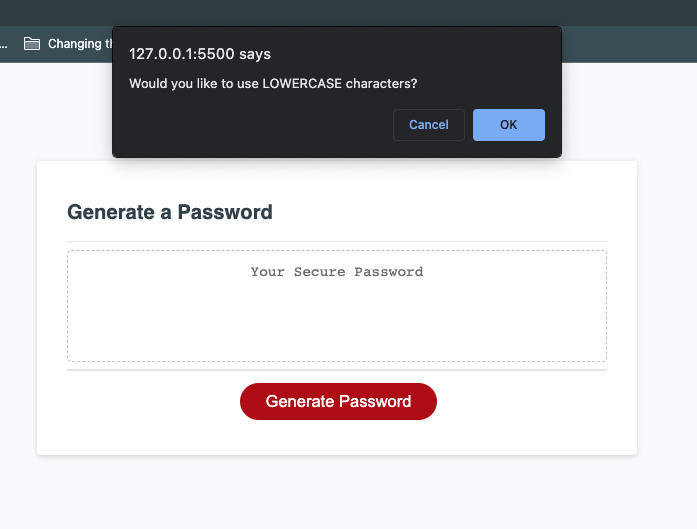 ... Changing th
127.0.0.1:5500 says
Would you like to use LOWERCASE characters?
Cancel OK
Generate a Password
Your Secure Password
Generate Password